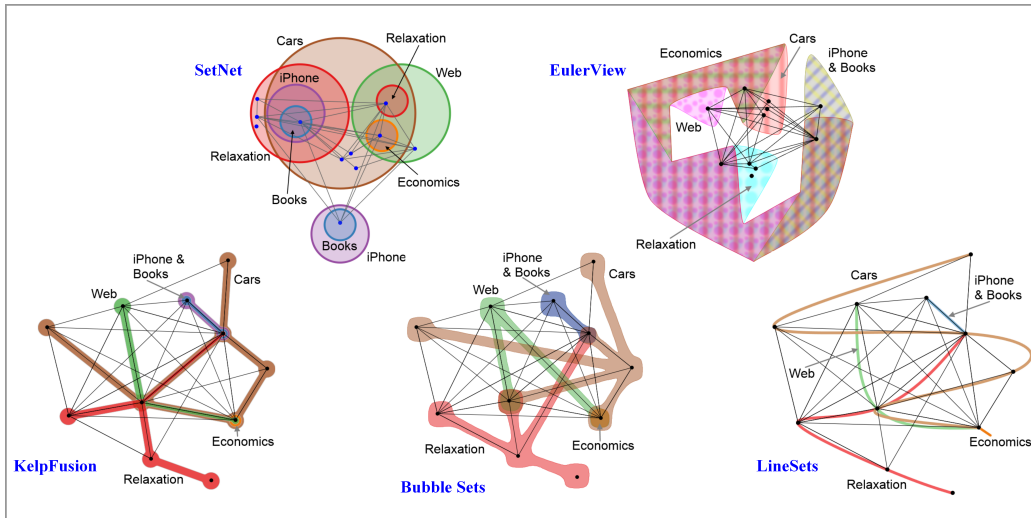 Relaxation
Cars
SetNet
Web
iPhone
Relaxation
Economics
Books
Books
iPhone
Cars
Economics
iPhone
& Books
EulerView
Web
Relaxation
iPhone &
Books
Cars
Web
Economics
KelpFusion
Relaxation
iPhone
& Books
Cars
Web
Relaxation
Economics
Bubble Sets
Cars
iPhone
& Books
Web
Economics
LineSets
Relaxation